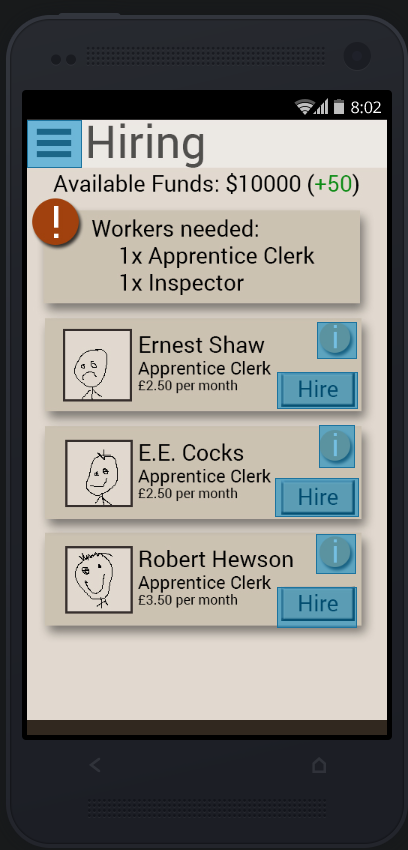 8:02
Hiring
Available Funds: $10000 (+50)
!
Workers needed:
1x Apprentice Clerk
1x Inspector
Ernest Shaw
i
Apprentice Clerk
£2.50 per month
Hire
E.E. Cocks
i
Apprentice Clerk
£2.50 per month
Hire
Robert Hewson
i
Apprentice Clerk
£3.50 per month
Hire